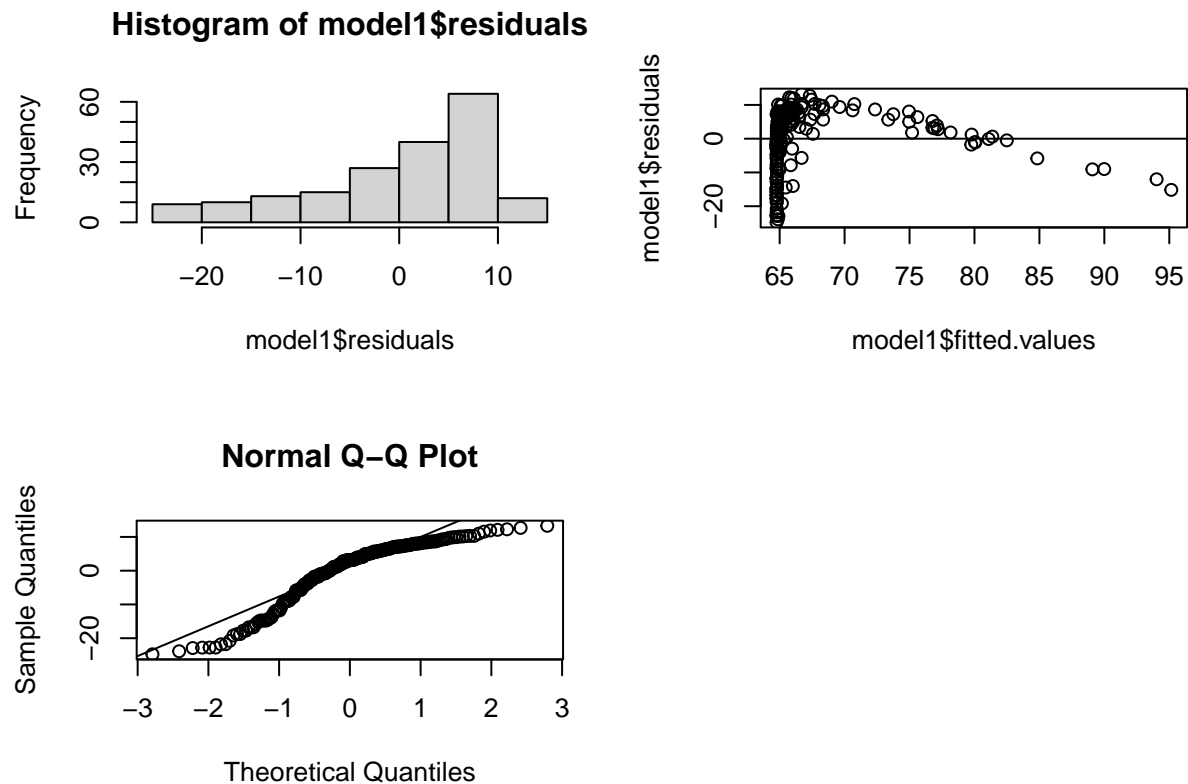 Histogram of model1$residuals
Frequency
0 30 60
−20 −10 0 10
model1$residuals
model1$residuals
−20 0
65 70 75 80 85 90 95
model1$fitted.values
Normal Q−Q Plot
Sample Quantiles
−20 0
−3 −2 −1 0 1 2 3
Theoretical Quantiles